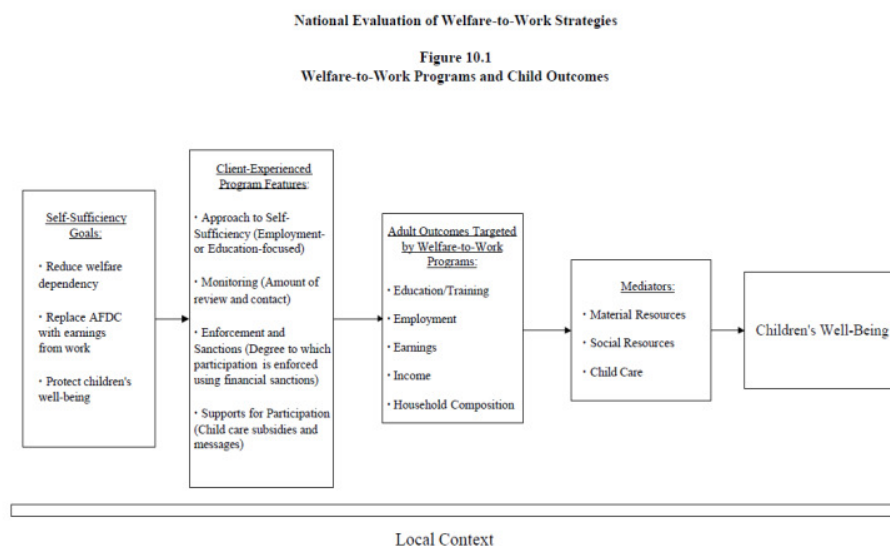 National Evaluation of Welfare-to-Work Strategies
Figure 10.1
Welfare-to-Work Programs and Child Outcomes
Self-Sufficiency
Goals:
· Reduce welfare
dependency
· Replace AFDC
with earnings
from work
· Protect children's
well-being
Client-Experienced
Program Features:
· Approach to Self-
Sufficiency (Employment-
or Education-focused)
· Monitoring (Amount of
review and contact)
· Enforcement and
Sanctions (Degree to which
participation is enforced
using financial sanctions)
· Supports for Participation
(Child care subsidies and
messages)
Adult Outcomes Targeted
by Welfare-to-Work
Programs:
· Education/Training
· Employment
· Earnings
· Income
· Household Composition
Mediators:
· Material Resources
· Social Resources
· Child Care
Children's Well-Being
Local Context